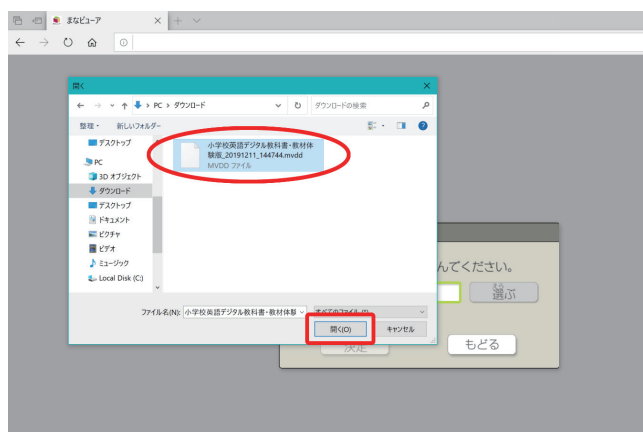 まなビューア
開く
PC > ダウンロード
ダウンロードの検索
整理
新しいフォルダー
デスクトップ
PC
3D オブジェクト
ダウンロード
デスクトップ
ドキュメント
ピクチャ
ビデオ
ミュージック
Local Disk (C:)
小学校英語デジタル教科書・教材体
験版_20191211_144744.mvdd
MVDD ファイル
ファイル名(N):
小学校英語デジタル教科書・教材体験
すべてのファイル (*)
開く(O)
キャンセル
んでください。
選ぶ
決定
もどる